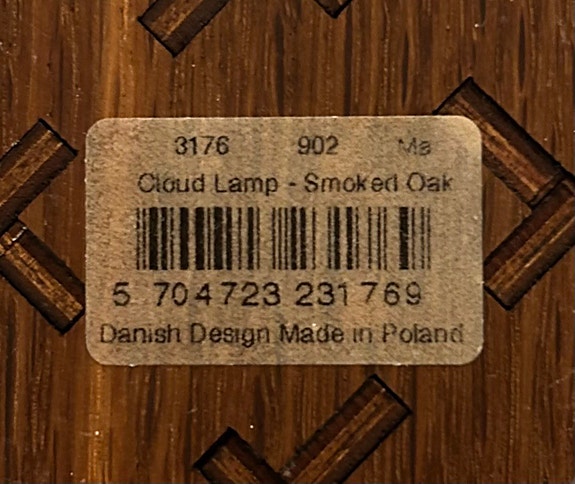 3176 902 Ma
Cloud Lamp - Smoked Oak
5 704723 231769
Danish Design Made in Poland